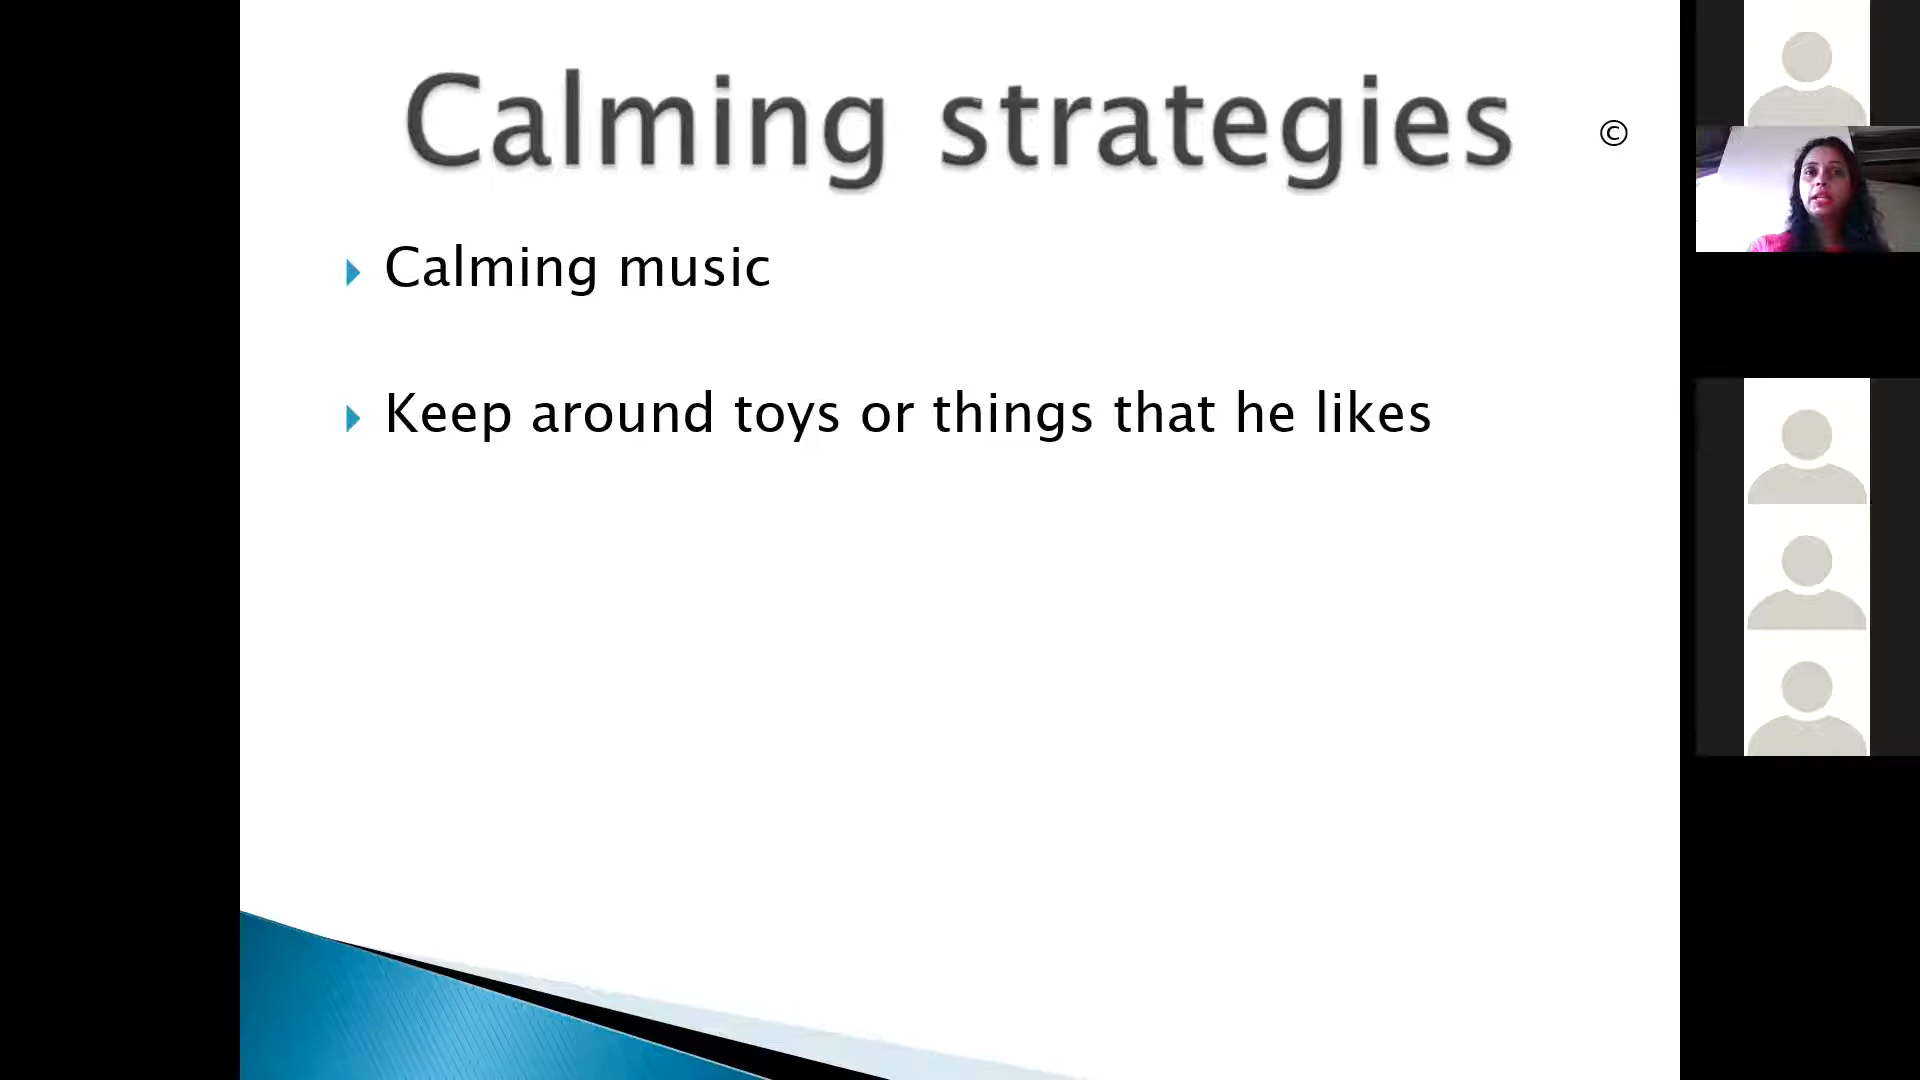 Calming strategies
©
Calming music
Keep around toys or things that he likes